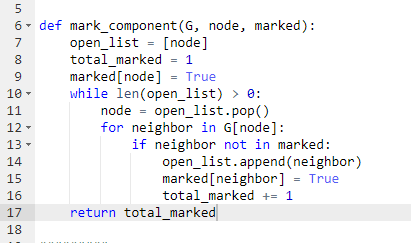 5
6 def mark_component(G, node, marked):
7     open_list = [node]
8     total_marked = 1
9     marked[node] = True
10     while len(open_list) > 0:
11         node = open_list.pop()
12         for neighbor in G[node]:
13             if neighbor not in marked:
14                 open_list.append(neighbor)
15                 marked[neighbor] = True
16                 total_marked += 1
17     return total_marked
18